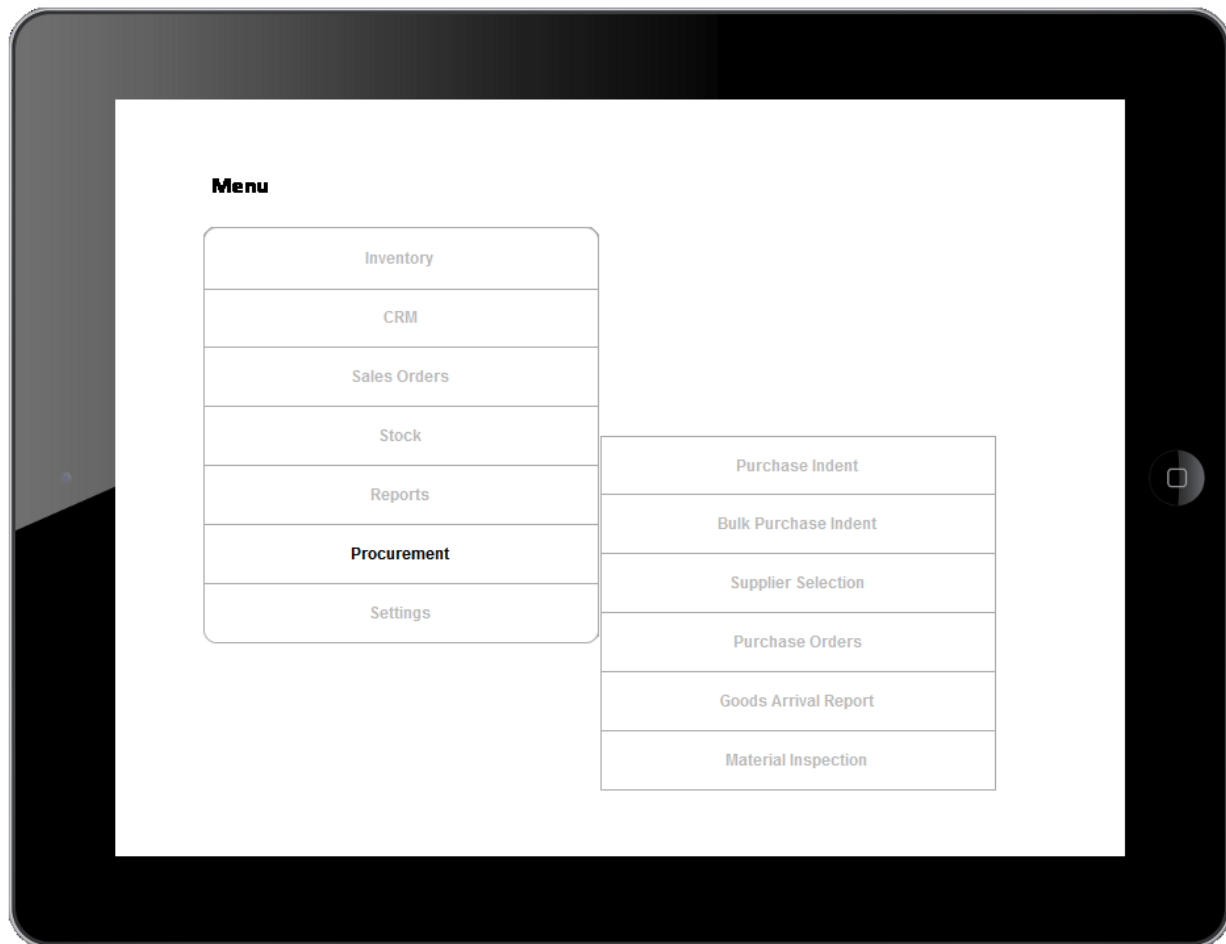 Menu
Inventory
CRM
Sales Orders
Stock
Reports
Procurement
Settings
Purchase Indent
Bulk Purchase Indent
Supplier Selection
Purchase Orders
Goods Arrival Report
Material Inspection